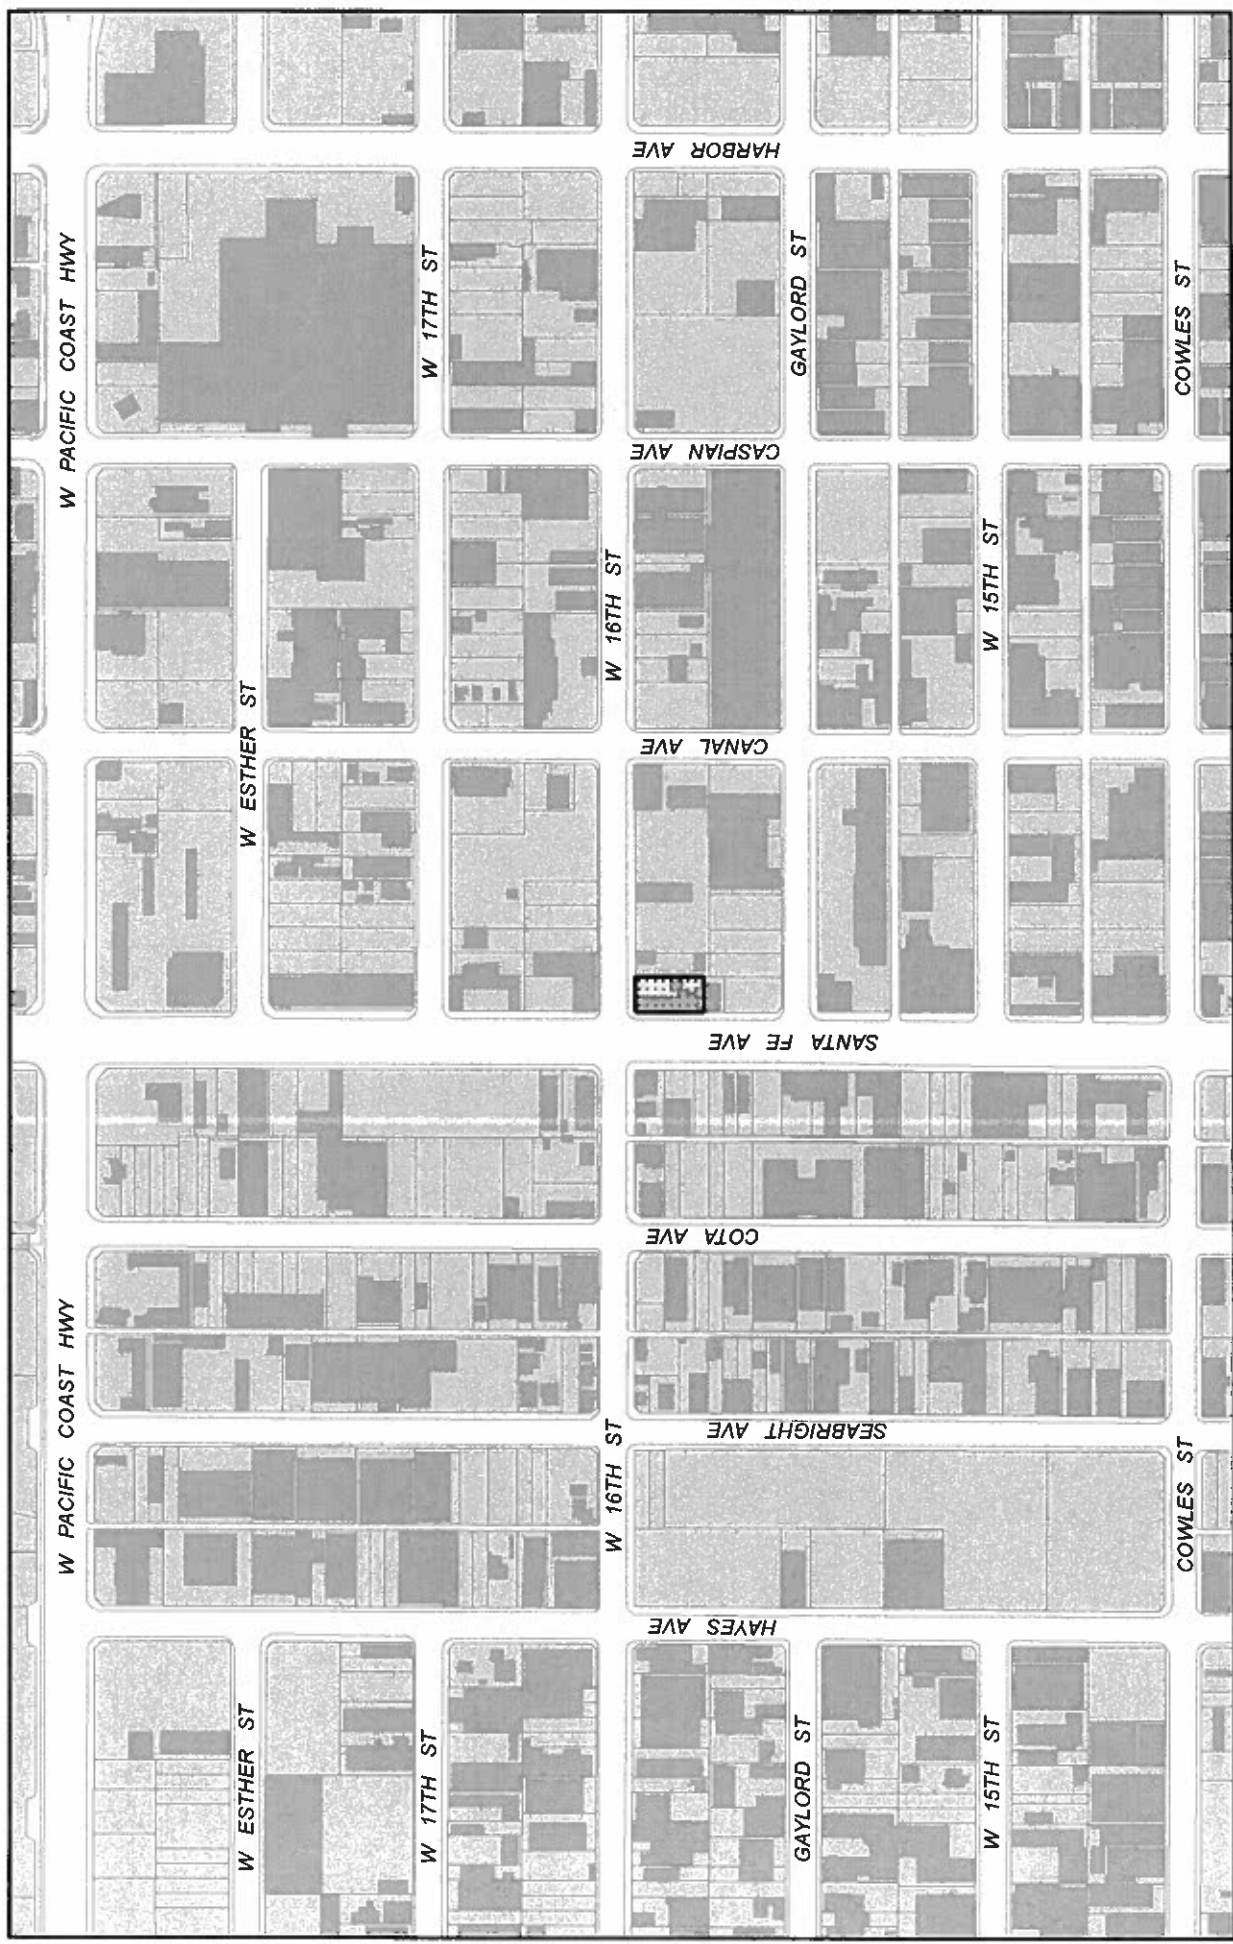 HARBOR AVE
W PACIFIC COAST HWY
W 17TH ST
GAYLORD ST
COWLES ST
CASPIAN AVE
W ESTHER ST
W 16TH ST
W 15TH ST
CANAL AVE
SANTA FE AVE
COTA AVE
W PACIFIC COAST HWY
SEABRIGHT AVE
W 16TH ST
COWLES ST
HAYES AVE
W ESTHER ST
W 17TH ST
GAYLORD ST
W 15TH ST